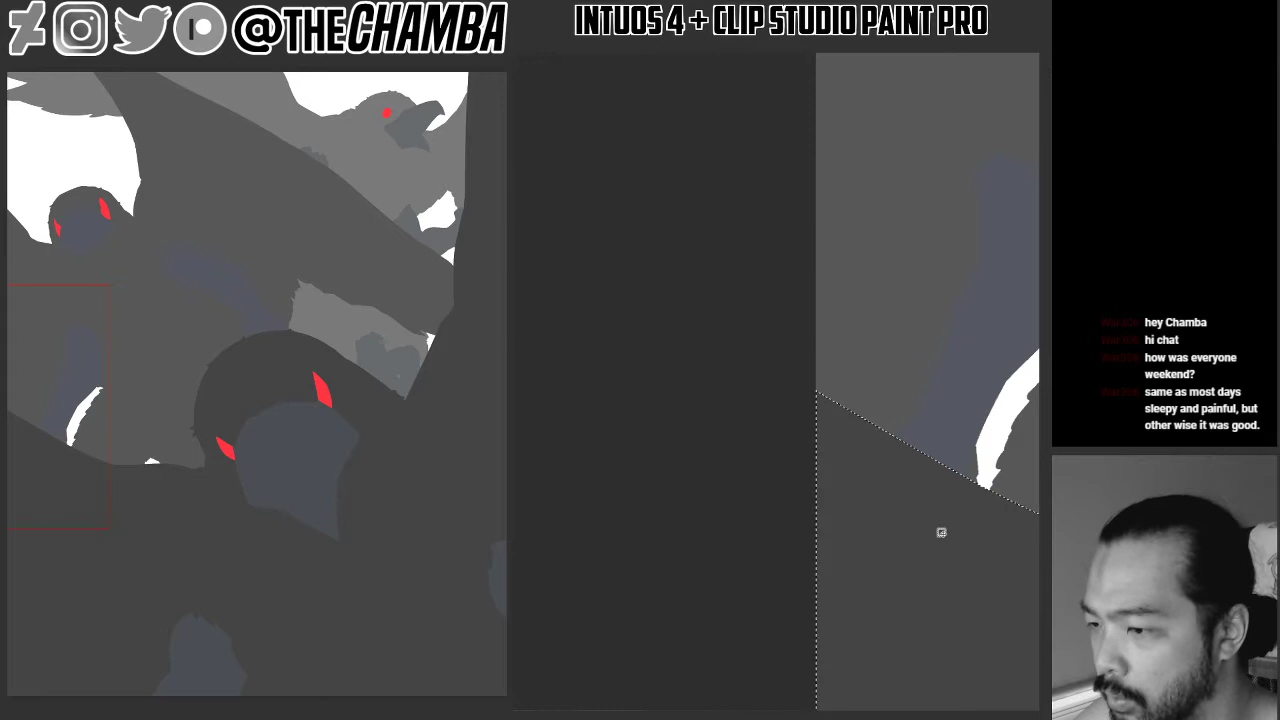 @THECHAMBA
INTUOS 4 + CLIP STUDIO PAINT PRO
hey Chamba
hi chat
how was everyone
weekend?
same as most days
sleepy and painful, but
other wise it was good.